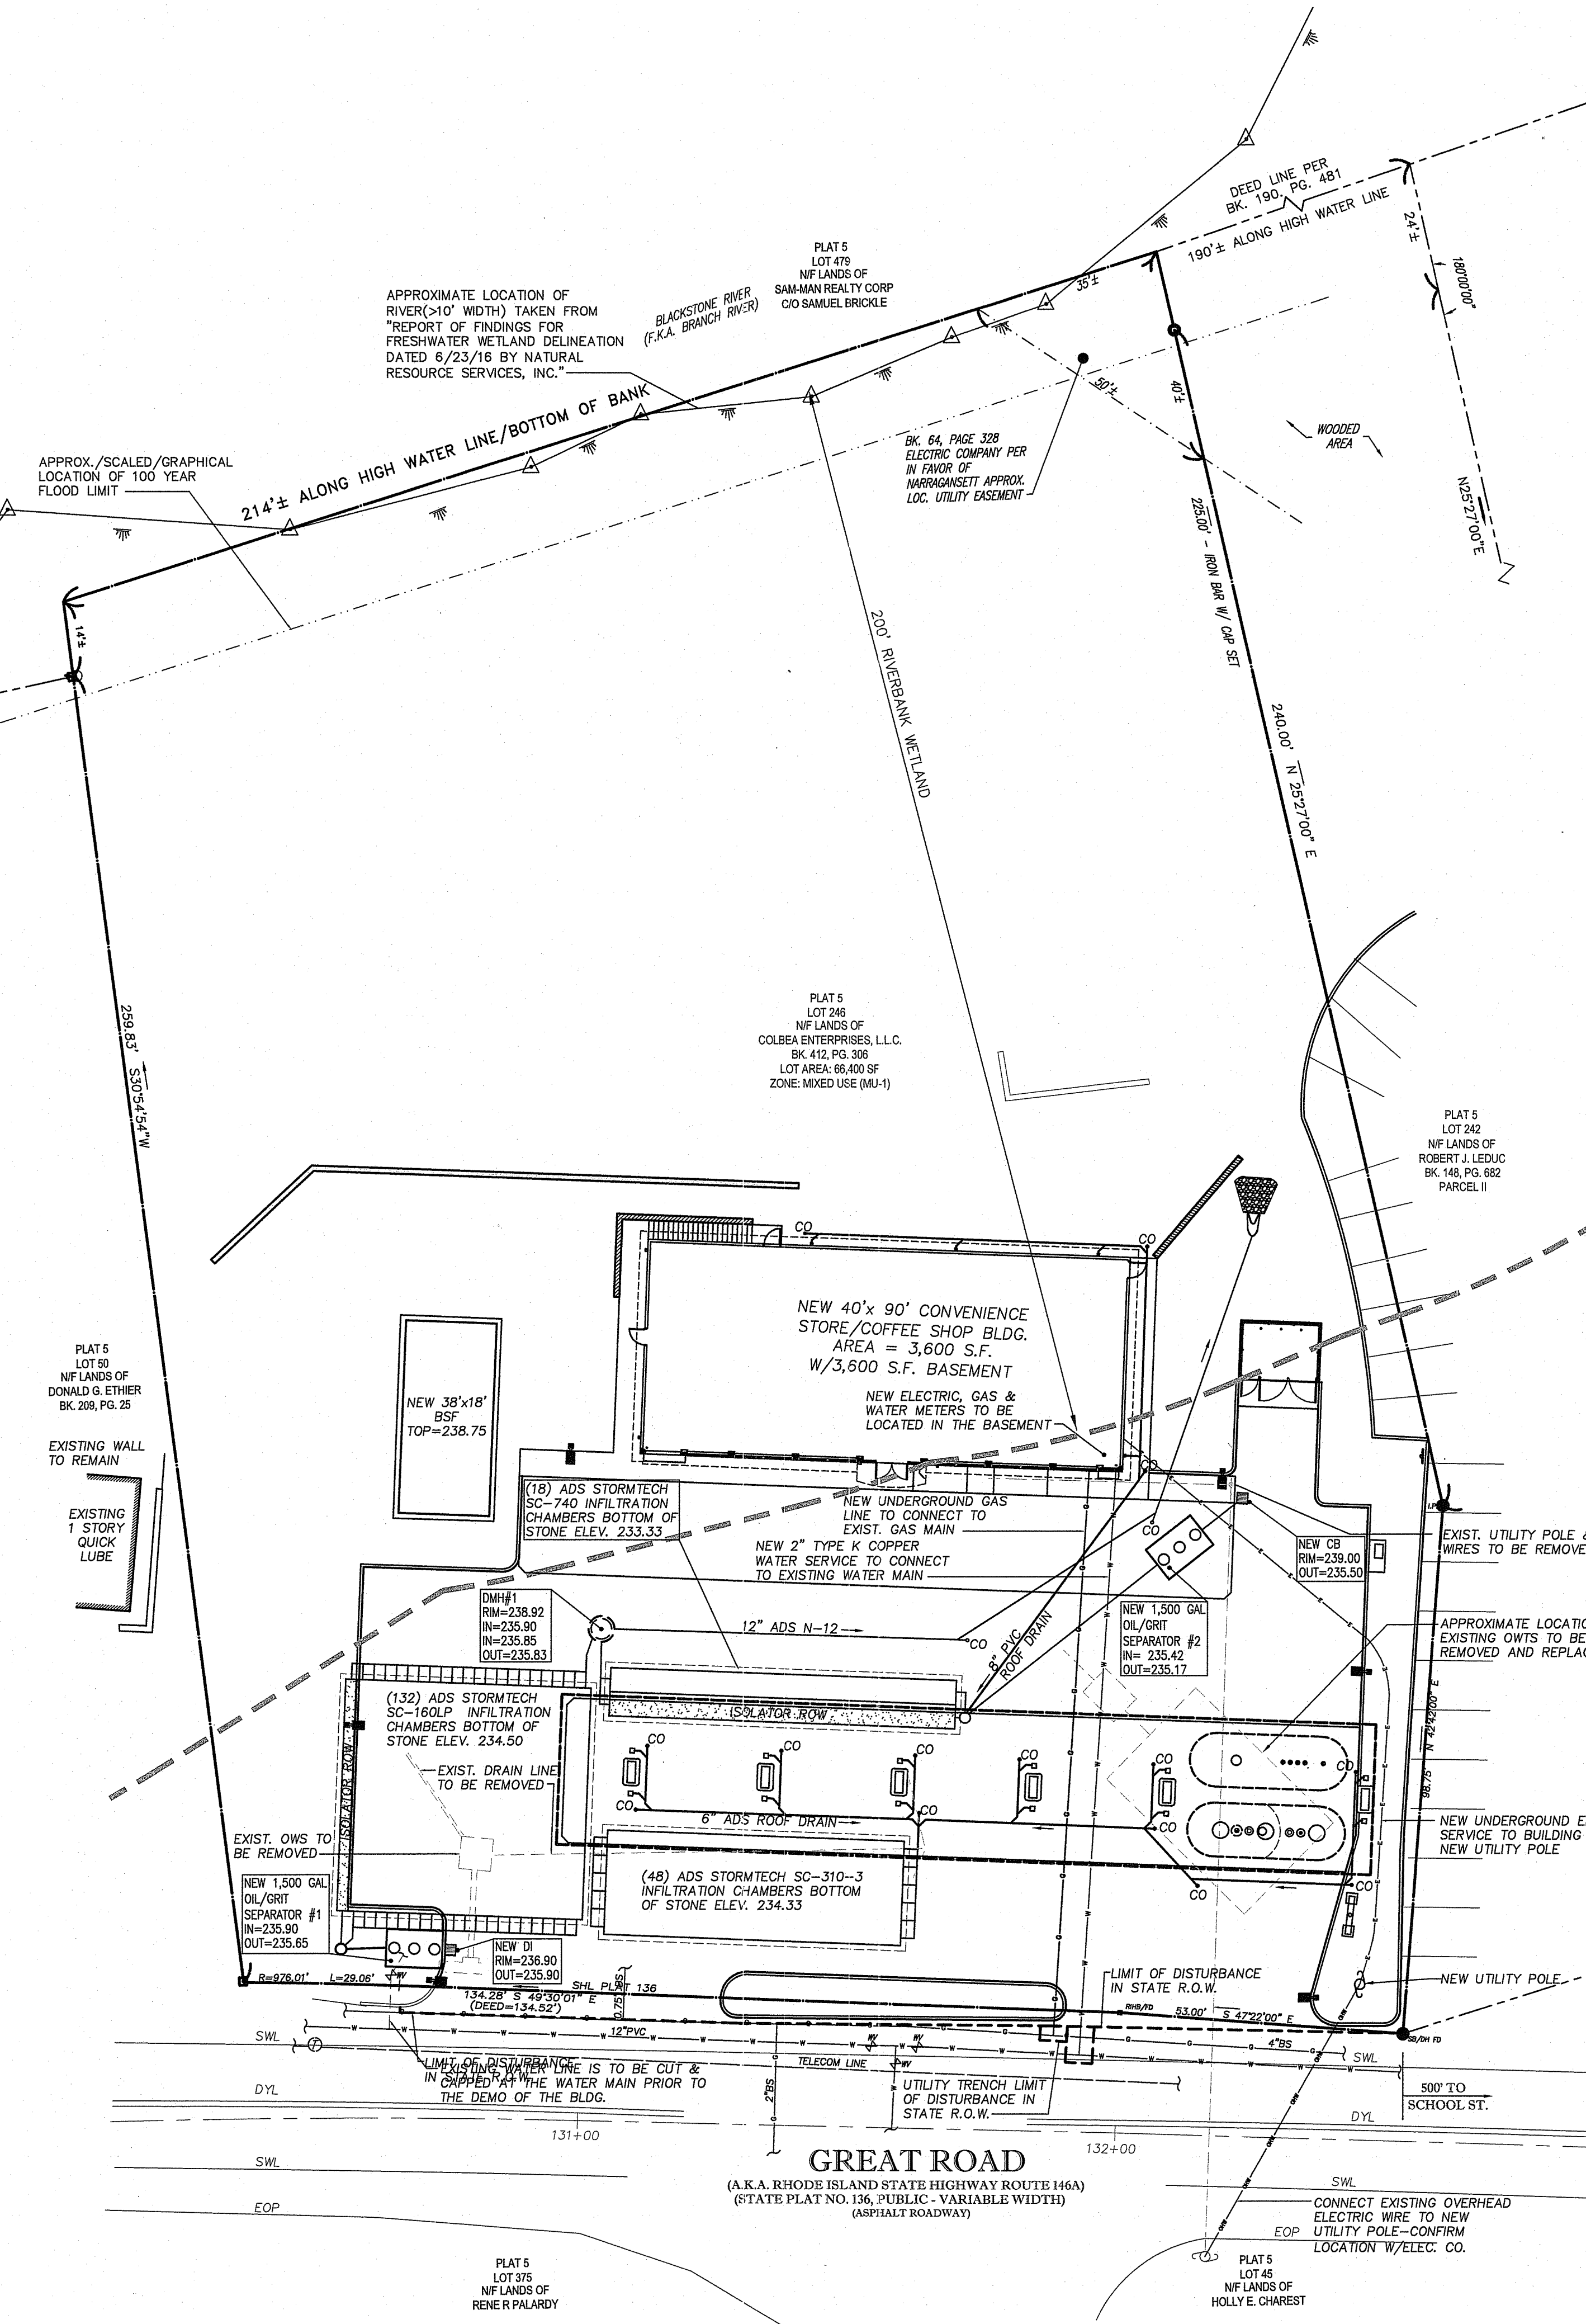 DEED LINE PER
BK. 190, PG. 481
190'± ALONG HIGH WATER LINE
24'±
180°00'00"
N25°27'00"E
PLAT 5
LOT 479
N/F LANDS OF
SAM-MAN REALTY CORP
C/O SAMUEL BRICKLE
BLACKSTONE RIVER
(F.K.A. BRANCH RIVER)
35'±
APPROXIMATE LOCATION OF
RIVER(>10' WIDTH) TAKEN FROM
"REPORT OF FINDINGS FOR
FRESHWATER WETLAND DELINEATION
DATED 6/23/16 BY NATURAL
RESOURCE SERVICES, INC."
50'±
40'±
WOODED
AREA
BK. 64, PAGE 328
ELECTRIC COMPANY PER
IN FAVOR OF
NARRAGANSETT APPROX.
LOC. UTILITY EASEMENT
APPROX./SCALED/GRAPHICAL
LOCATION OF 100 YEAR
FLOOD LIMIT
214'± ALONG HIGH WATER LINE/BOTTOM OF BANK
225.00' - IRON BAR W/ CAP SET
14'±
200' RIVERBANK WETLAND
240.00' N 25°27'00" E
259.83' S30°54'54"W
PLAT 5
LOT 246
N/F LANDS OF
COLBEA ENTERPRISES, L.L.C.
BK. 412, PG. 306
LOT AREA: 66,400 SF
ZONE: MIXED USE (MU-1)
PLAT 5
LOT 242
N/F LANDS OF
ROBERT J. LEDUC
BK. 148, PG. 682
PARCEL II
CO
CO
NEW 40'x 90' CONVENIENCE
STORE/COFFEE SHOP BLDG.
AREA = 3,600 S.F.
W/3,600 S.F. BASEMENT
NEW ELECTRIC, GAS &
WATER METERS TO BE
LOCATED IN THE BASEMENT
PLAT 5
LOT 50
N/F LANDS OF
DONALD G. ETHIER
BK. 209, PG. 25
EXISTING WALL
TO REMAIN
EXISTING
1 STORY
QUICK
LUBE
NEW 38'x18'
BSF
TOP=238.75
CO
(18) ADS STORMTECH
SC-740 INFILTRATION
CHAMBERS BOTTOM OF
STONE ELEV. 233.33
NEW UNDERGROUND GAS
LINE TO CONNECT TO
EXIST. GAS MAIN
NEW 2" TYPE K COPPER
WATER SERVICE TO CONNECT
TO EXISTING WATER MAIN
CO
I.P.
NEW CB
RIM=239.00
OUT=235.50
EXIST. UTILITY POLE &
WIRES TO BE REMOVE
DMH#1
RIM=238.92
IN=235.90
IN=235.85
OUT=235.83
12" ADS N-12
CO
8" PVC
ROOF DRAIN
NEW 1,500 GAL
OIL/GRIT
SEPARATOR #2
IN= 235.42
OUT=235.17
APPROXIMATE LOCATIO
EXISTING OWTS TO BE
REMOVED AND REPLAC
(132) ADS STORMTECH
SC-160LP INFILTRATION
CHAMBERS BOTTOM OF
STONE ELEV. 234.50
ISOLATOR ROW
ISOLATOR ROW
EXIST. DRAIN LINE
TO BE REMOVED
CO
CO
CO
CO
CO
CO
CO
CO
CO
6" ADS ROOF DRAIN
N 42°42'00" E
98.75'
EXIST. OWS TO
BE REMOVED
NEW UNDERGROUND E
SERVICE TO BUILDING
NEW UTILITY POLE
(48) ADS STORMTECH SC-310--3
INFILTRATION CHAMBERS BOTTOM
OF STONE ELEV. 234.33
CO
CO
NEW 1,500 GAL
OIL/GRIT
SEPARATOR #1
IN=235.90
OUT=235.65
NEW DI
RIM=236.90
OUT=235.90
LIMIT OF DISTURBANCE
IN STATE R.O.W.
NEW UTILITY POLE
R=976.01' L=29.06'
WV
SHL PLAT 136
134.28' S 49°30'01" E
(DEED=134.52')
0.75" BS
RIHB/FD
53.00' S 47°22'00" E
SB/DH FD
12"PVC
WV
WV
WV
4"BS
SWL
SWL
TELECOM LINE
LIMIT OF DISTURBANCE
IN STATE R.O.W.
EXISTING WATER LINE IS TO BE CUT &
CAPPED AT THE WATER MAIN PRIOR TO
THE DEMO OF THE BLDG.
2"BS
UTILITY TRENCH LIMIT
OF DISTURBANCE IN
STATE R.O.W.
500' TO
SCHOOL ST.
DYL
DYL
131+00
132+00
GREAT ROAD
(A.K.A. RHODE ISLAND STATE HIGHWAY ROUTE 146A)
(STATE PLAT NO. 136, PUBLIC - VARIABLE WIDTH)
(ASPHALT ROADWAY)
SWL
SWL
EOP
EOP
CONNECT EXISTING OVERHEAD
ELECTRIC WIRE TO NEW
UTILITY POLE-CONFIRM
LOCATION W/ELEC. CO.
PLAT 5
LOT 375
N/F LANDS OF
RENE R PALARDY
PLAT 5
LOT 45
N/F LANDS OF
HOLLY E. CHAREST